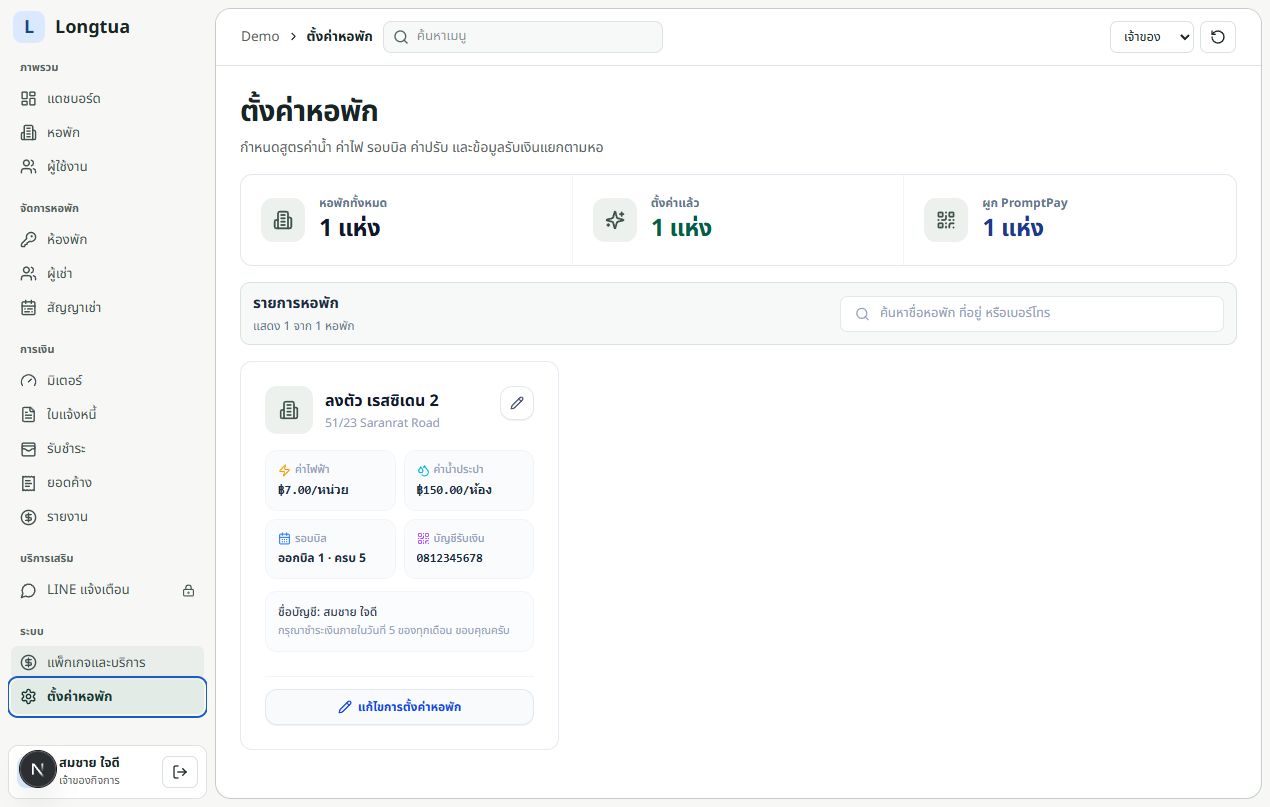 L Longtua
ภาพรวม
แดชบอร์ด
หอพัก
ผู้ใช้งาน
จัดการหอพัก
ห้องพัก
ผู้เช่า
สัญญาเช่า
การเงิน
มิเตอร์
ใบแจ้งหนี้
รับชำระ
ยอดค้าง
รายงาน
บริการเสริม
LINE แจ้งเตือน
ระบบ
แพ็กเกจและบริการ
ตั้งค่าหอพัก
N สมชาย ใจดี
เจ้าของกิจการ
Demo > ตั้งค่าหอพัก
ค้นหาเมนู
เจ้าของ
ตั้งค่าหอพัก
กำหนดสูตรค่าน้ำ ค่าไฟ รอบบิล ค่าปรับ และข้อมูลรับเงินแยกตามหอ
หอพักทั้งหมด
1 แห่ง
ตั้งค่าแล้ว
1 แห่ง
ผูก PromptPay
1 แห่ง
รายการหอพัก
แสดง 1 จาก 1 หอพัก
ค้นหาชื่อหอพัก ที่อยู่ หรือเบอร์โทร
ลงตัว เรสซิเดน 2
51/23 Saranrat Road
ค่าไฟฟ้า
฿7.00/หน่วย
ค่าน้ำประปา
฿150.00/ห้อง
รอบบิล
ออกบิล 1 · ครบ 5
บัญชีรับเงิน
0812345678
ชื่อบัญชี: สมชาย ใจดี
กรุณาชำระเงินภายในวันที่ 5 ของทุกเดือน ขอบคุณครับ
แก้ไขการตั้งค่าหอพัก